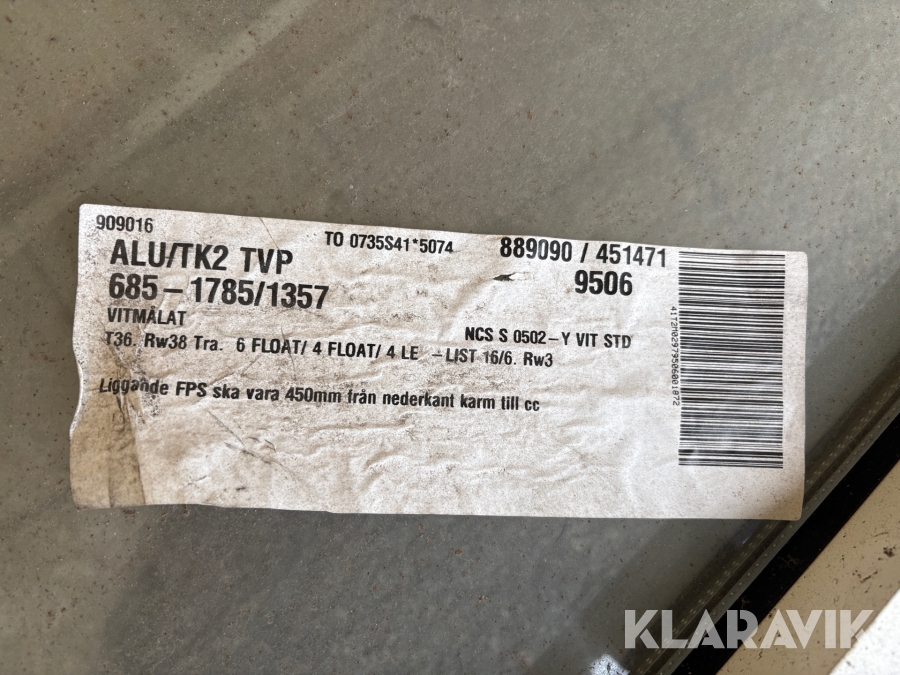 909016
TO 0735S41*5074
889090 / 451471
ALU/TK2 TVP
9506
685-1785/1357
VITMÅLAT
NCS S 0502-Y VIT STD
T36. Rw38 Tra. 6 FLOAT/ 4 FLOAT/ 4 LE -LIST 16/6. Rw3
Liggande FPS ska vara 450mm från nederkant karm till cc
KLARAVIK